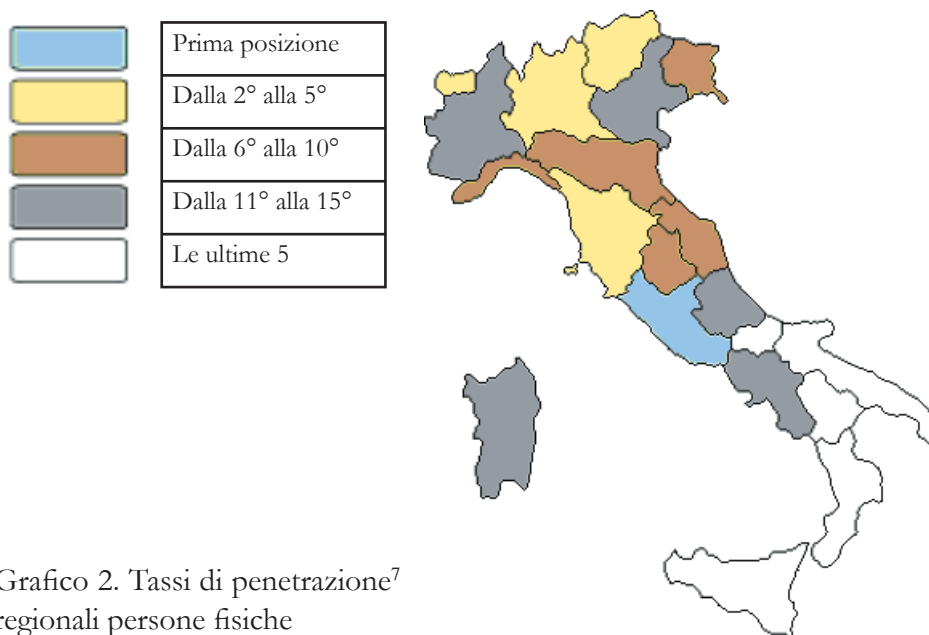 Prima posizione
Dalla 2° alla 5°
Dalla 6° alla 10°
Dalla 11° alla 15°
Le ultime 5
Grafico 2. Tassi di penetrazione⁷
regionali persone fisiche